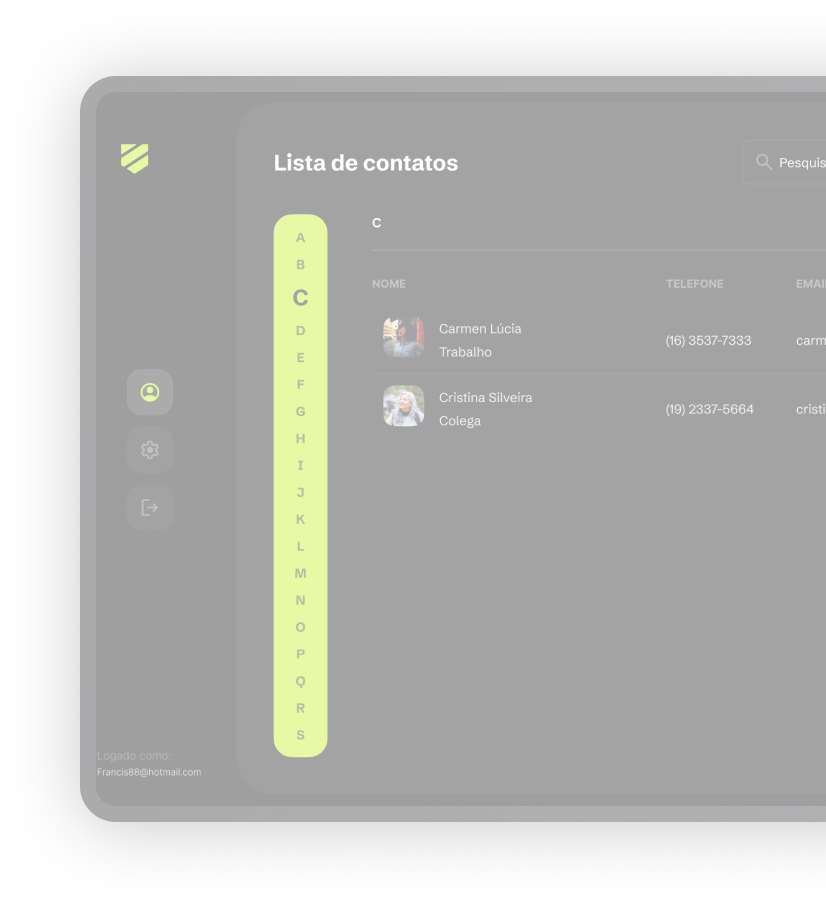 Lista de contatos
Pesquis
A
B
C
D
E
F
G
H
I
J
K
L
M
N
O
P
Q
R
S
C
NOME TELEFONE EMAI
Carmen Lúcia
Trabalho
(16) 3537-7333
carm
Cristina Silveira
Colega
(19) 2337-5664
cristi
Logado como:
Francis88@hotmail.com